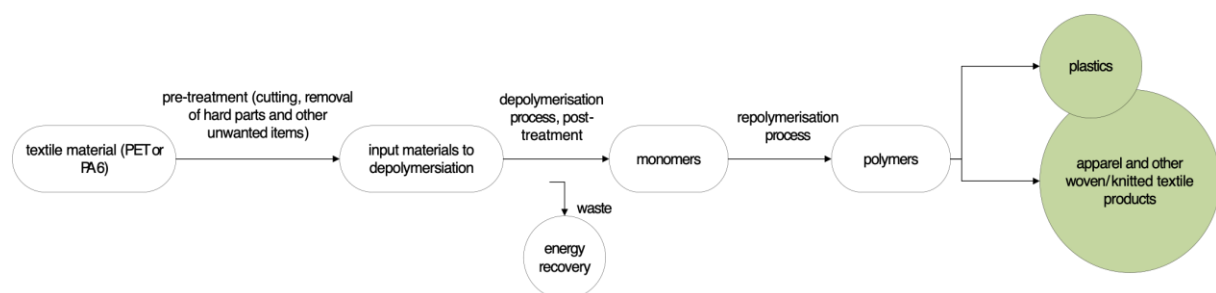 textile material (PET or
PA6)
pre-treatment (cutting, removal
of hard parts and other
unwanted items)
input materials to
depolymersiation
depolymerisation
process, post-
treatment
waste
energy
recovery
monomers
repolymerisation
process
polymers
plastics
apparel and other
woven/knitted textile
products